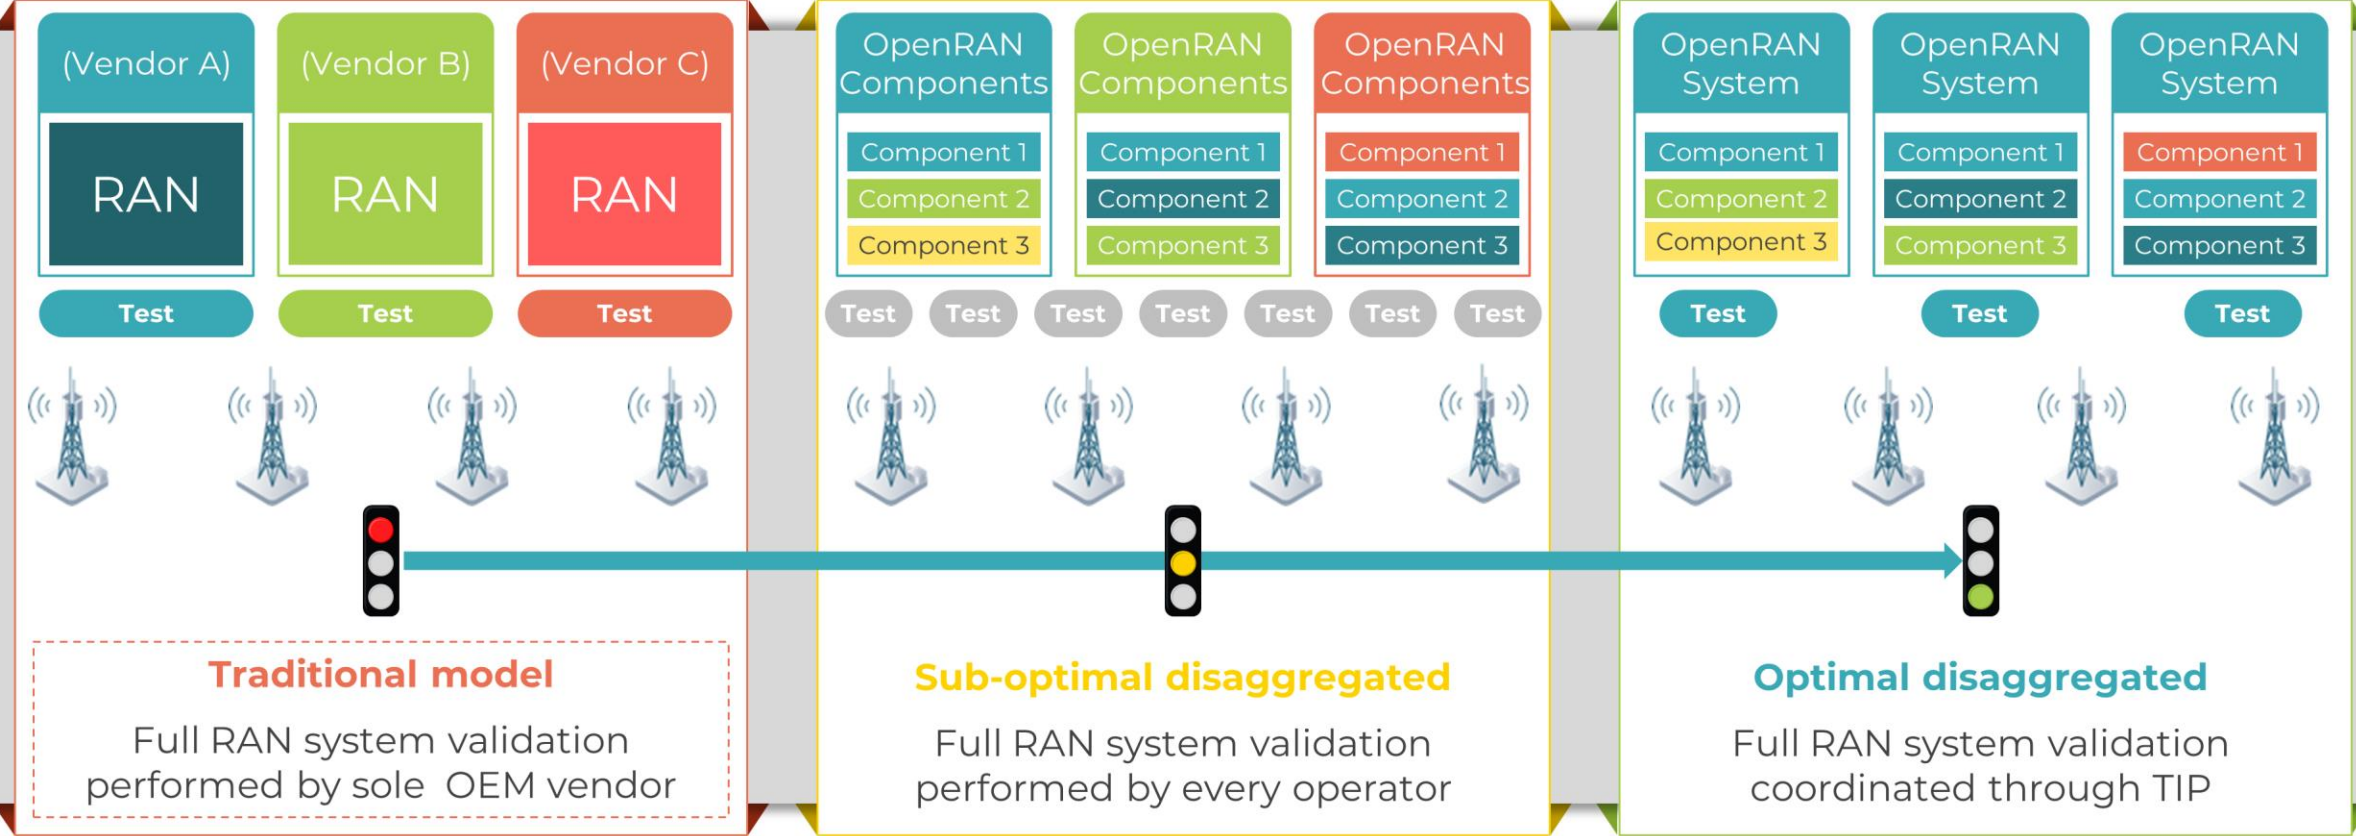 (Vendor A)
RAN
Test
(Vendor B)
RAN
Test
(Vendor C)
RAN
Test
Traditional model
Full RAN system validation
performed by sole OEM vendor
OpenRAN
Components
Component 1
Component 2
Component 3
OpenRAN
Components
Component 1
Component 2
Component 3
OpenRAN
Components
Component 1
Component 2
Component 3
Test Test Test Test Test Test Test
Sub-optimal disaggregated
Full RAN system validation
performed by every operator
OpenRAN
System
Component 1
Component 2
Component 3
Test
OpenRAN
System
Component 1
Component 2
Component 3
Test
OpenRAN
System
Component 1
Component 2
Component 3
Test
Optimal disaggregated
Full RAN system validation
coordinated through TIP